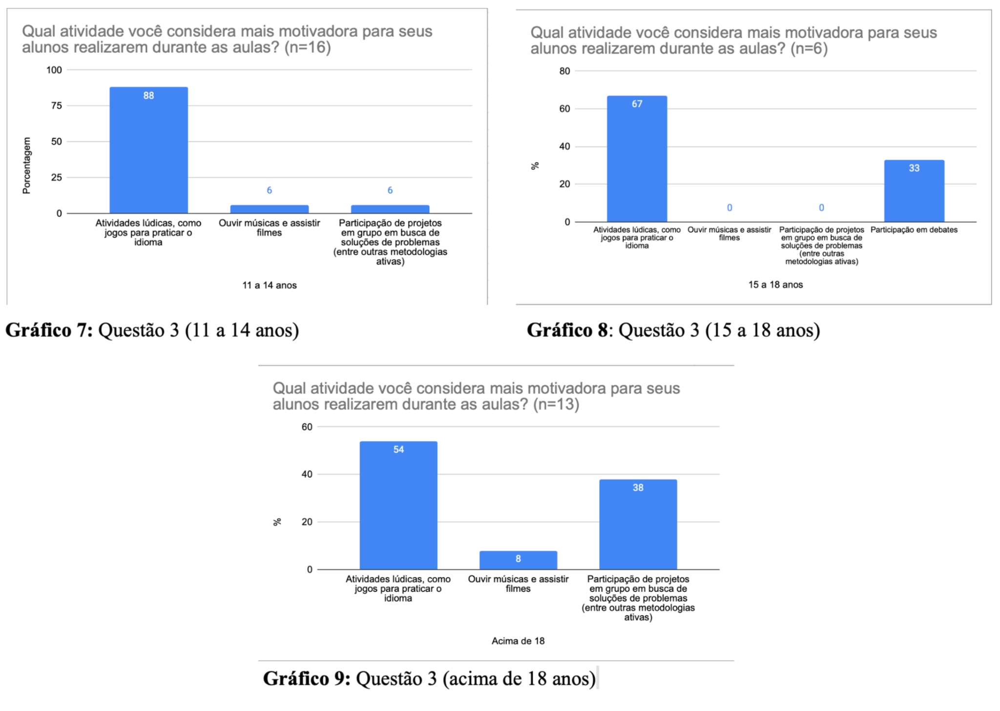 Qual atividade você considera mais motivadora para seus
alunos realizarem durante as aulas? (n=16)
100
75
50
25
0
Porcentagem
88
6
6
Atividades lúdicas, como
jogos para praticar o
idioma
Ouvir músicas e assistir
filmes
Participação de projetos
em grupo em busca de
soluções de problemas
(entre outras metodologias
ativas)
11 a 14 anos
Gráfico 7: Questão 3 (11 a 14 anos)
Qual atividade você considera mais motivadora para seus
alunos realizarem durante as aulas? (n=6)
80
60
40
20
0
%
67
0
0
33
Atividades lúdicas, como
jogos para praticar o
idioma
Ouvir músicas e assistir
filmes
Participação de projetos
em grupo em busca de
soluções de problemas
(entre outras
metodologias ativas)
Participação em debates
15 a 18 anos
Gráfico 8: Questão 3 (15 a 18 anos)
Qual atividade você considera mais motivadora para seus
alunos realizarem durante as aulas? (n=13)
60
40
20
0
%
54
8
38
Atividades lúdicas, como
jogos para praticar o
idioma
Ouvir músicas e assistir
filmes
Participação de projetos
em grupo em busca de
soluções de problemas
(entre outras metodologias
ativas)
Acima de 18
Gráfico 9: Questão 3 (acima de 18 anos)